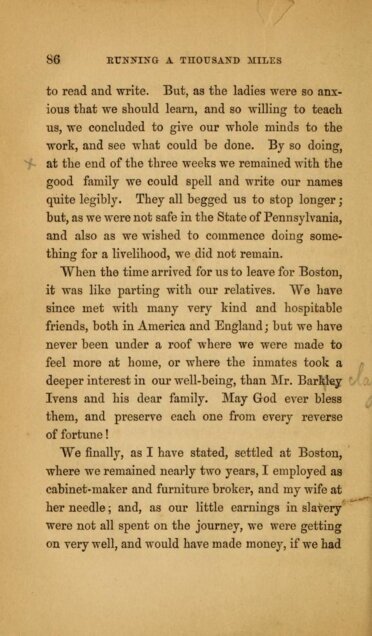 86 RUNNING A THOUSAND MILES
to read and write. But, as the ladies were so anx-
ious that we should learn, and so willing to teach
us, we concluded to give our whole minds to the
work, and see what could be done. By so doing,
at the end of the three weeks we remained with the
good family we could spell and write our names
quite legibly. They all begged us to stop longer;
but, as we were not safe in the State of Pennsylvania,
and also as we wished to commence doing some-
thing for a livelihood, we did not remain.
When the time arrived for us to leave for Boston,
it was like parting with our relatives. We have
since met with many very kind and hospitable
friends, both in America and England; but we have
never been under a roof where we were made to
feel more at home, or where the inmates took a
deeper interest in our well-being, than Mr. Barkley
Ivens and his dear family. May God ever bless
them, and preserve each one from every reverse
of fortune!
We finally, as I have stated, settled at Boston,
where we remained nearly two years, I employed as
cabinet-maker and furniture broker, and my wife at
her needle; and, as our little earnings in slavery
were not all spent on the journey, we were getting
on very well, and would have made money, if we had